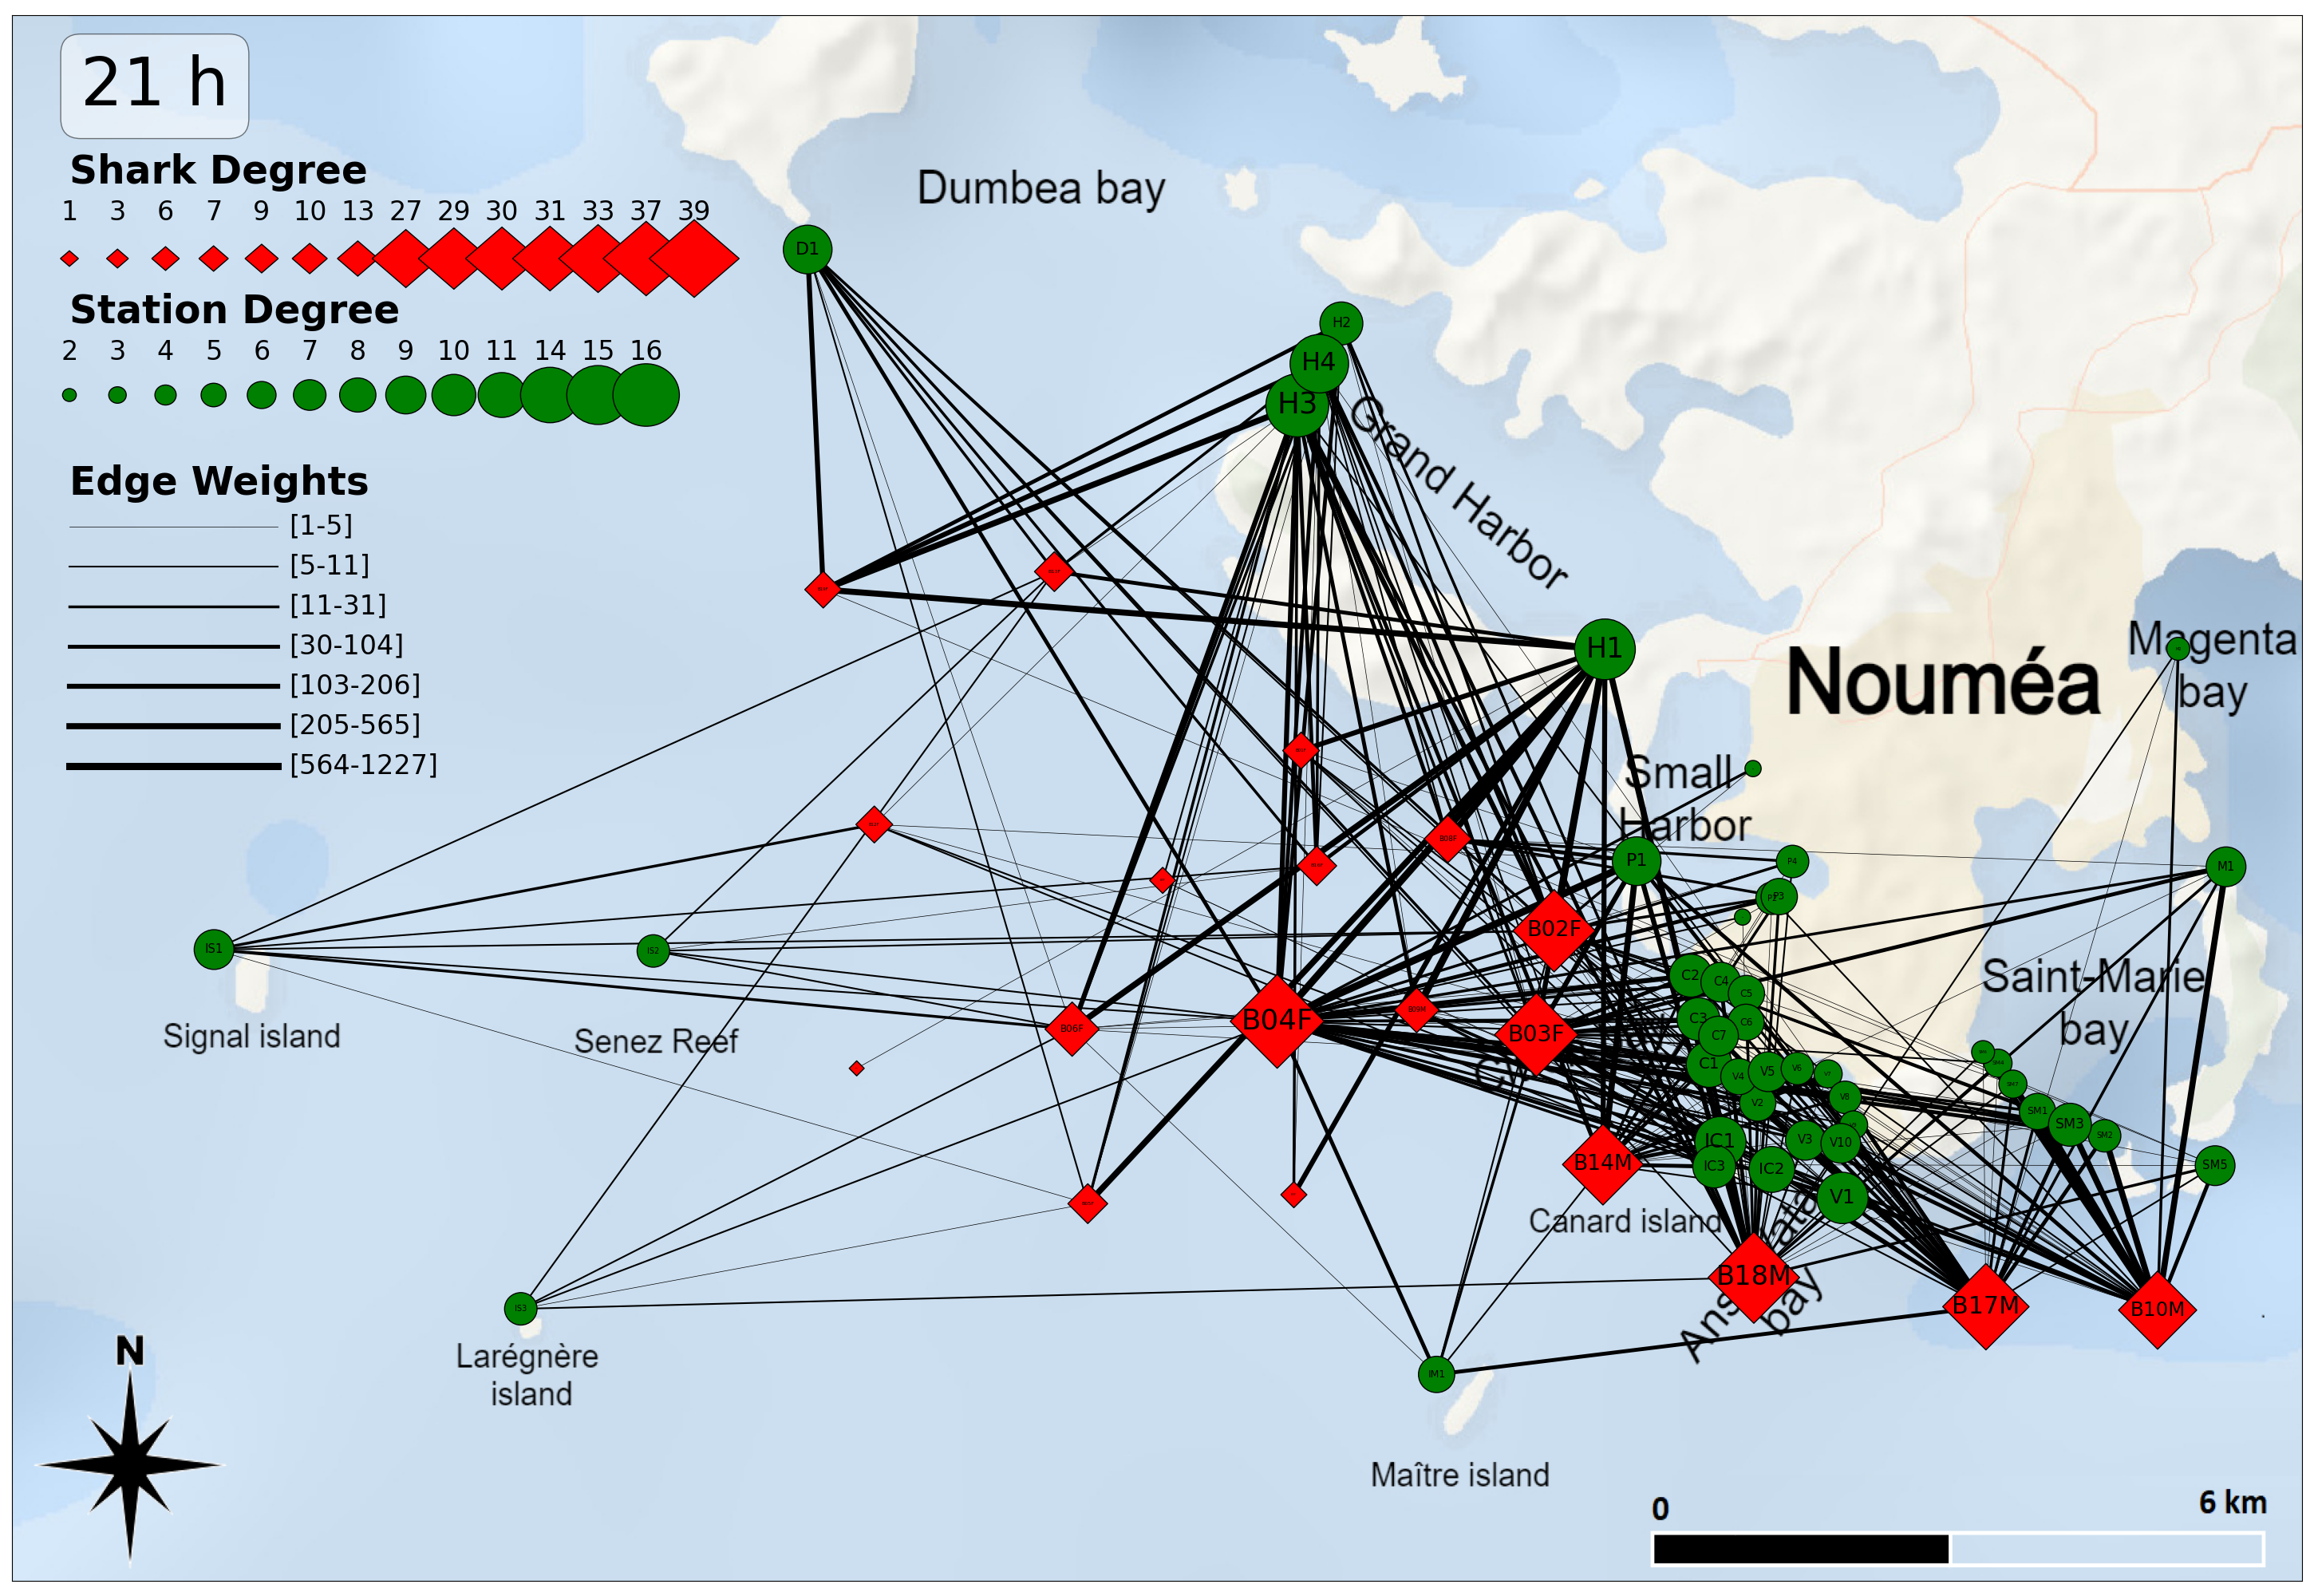 21 h
Shark Degree
1 3 6 7 9 10 13 27 29 30 31 33 37 39
Station Degree
2 3 4 5 6 7 8 9 10 11 14 15 16
Edge Weights
[1-5]
[5-11]
[11-31]
[30-104]
[103-206]
[205-565]
[564-1227]
Dumbea bay
D1
H2
H4
H3
Grand Harbor
H1
Nouméa
Magenta
bay
Small
Harbor
P1
P4
P3
M1
B08F
B02F
IS1
IS2
Signal island
Senez Reef
B06F
B04F
B09M
B03F
C2
C4
C5
C3
C6
C7
C1
Saint-Marie
bay
V4
V5
V6
V7
V8
V2
SM1
SM3
SM2
SM5
IC1
V3
V10
IC3
IC2
B14M
V1
Canard island
B18M
bay
B17M
B10M
IS3
Larégnère
island
IM1
Maître island
N
0
6 km